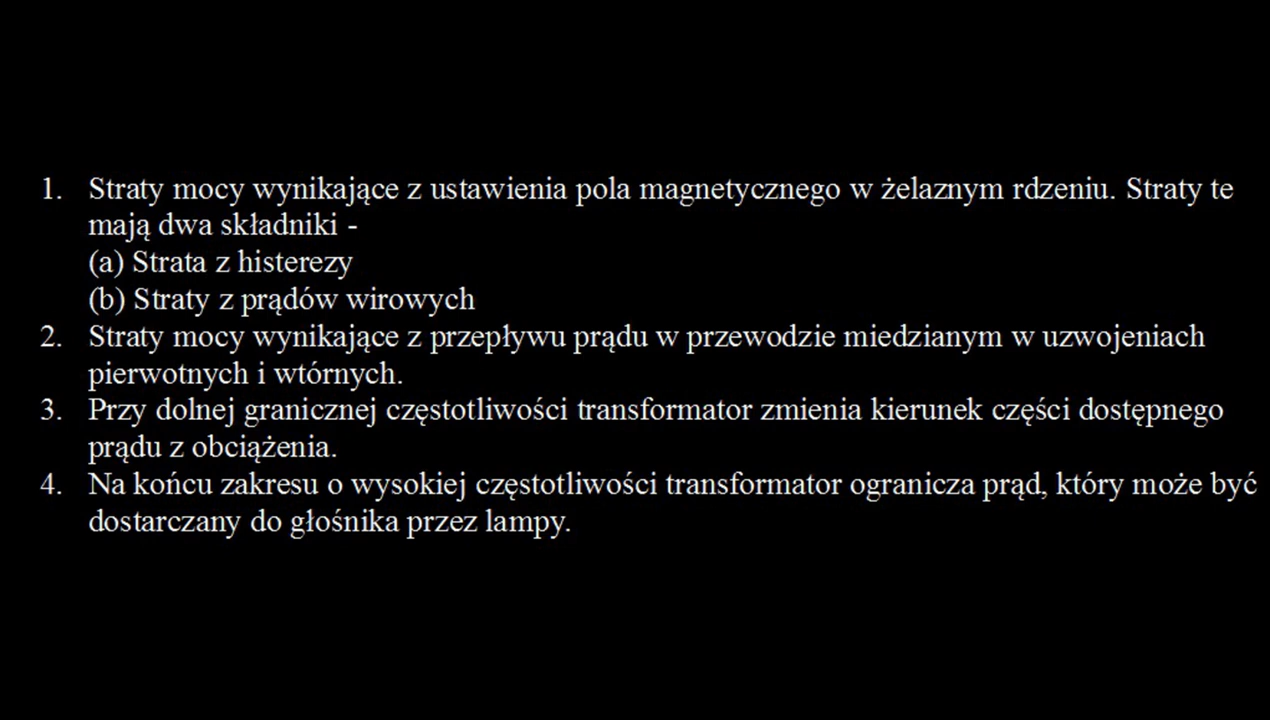 1. Straty mocy wynikające z ustawienia pola magnetycznego w żelaznym rdzeniu. Straty te
mają dwa składniki -
(a) Strata z histerezy
(b) Straty z prądów wirowych
2. Straty mocy wynikające z przepływu prądu w przewodzie miedzianym w uzwojeniach
pierwotnych i wtórnych.
3. Przy dolnej granicznej częstotliwości transformator zmienia kierunek części dostępnego
prądu z obciążenia.
4. Na końcu zakresu o wysokiej częstotliwości transformator ogranicza prąd, który może być
dostarczany do głośnika przez lampy.